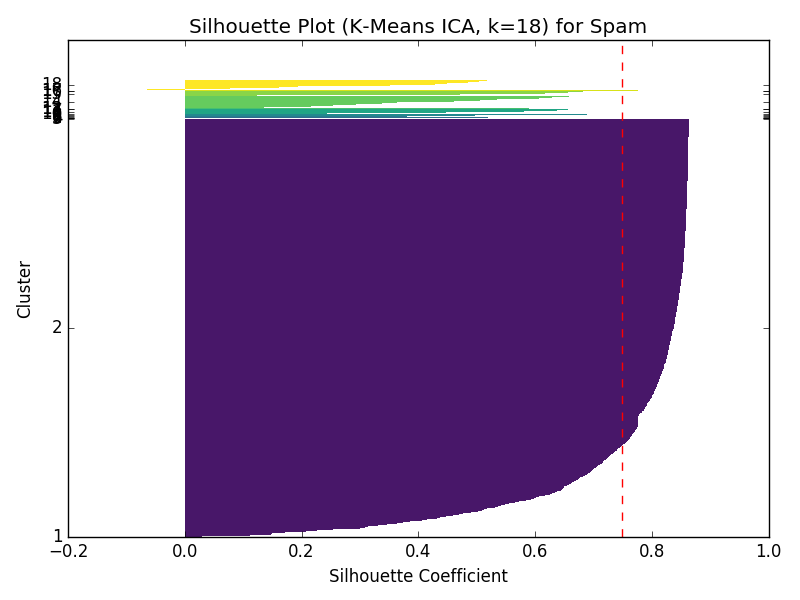 Silhouette Plot (K-Means ICA, k=18) for Spam
18
2
1
Cluster
−0.2 0.0 0.2 0.4 0.6 0.8 1.0
Silhouette Coefficient